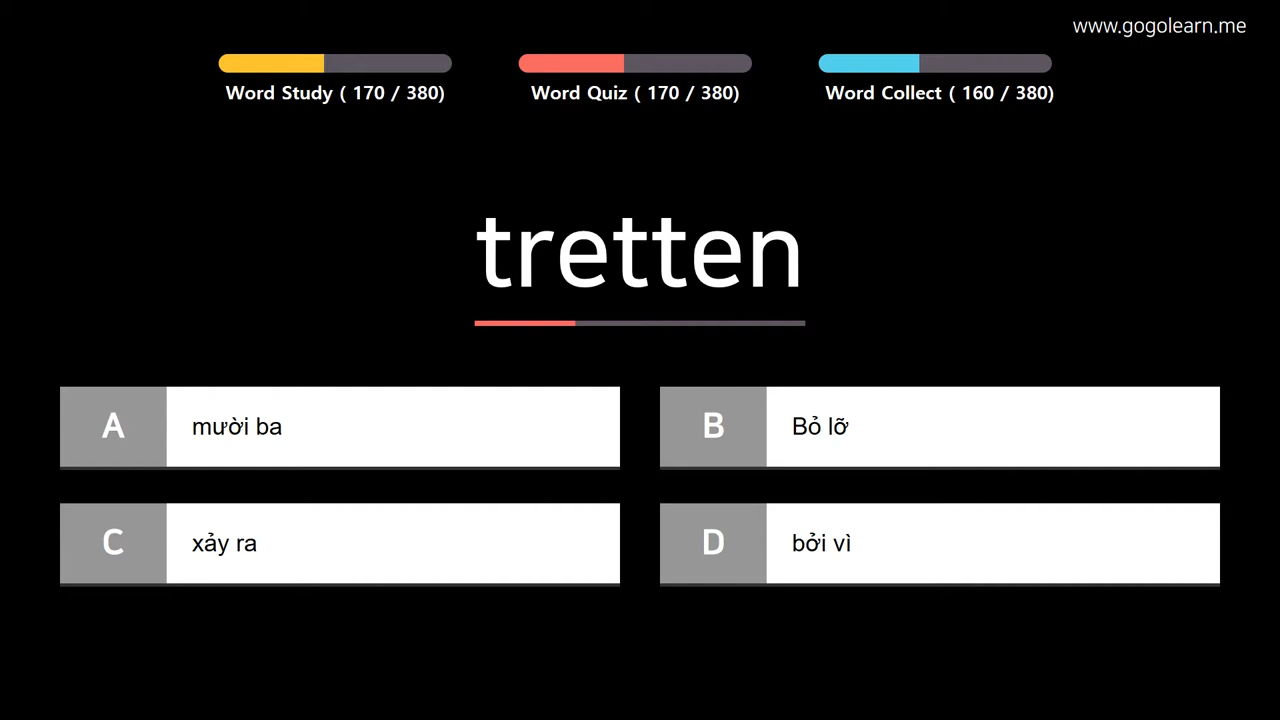 www.gogolearn.me
Word Study ( 170 / 380)
Word Quiz ( 170 / 380)
Word Collect ( 160 / 380)
tretten
A
mười ba
B
Bỏ lỡ
C
xảy ra
D
bởi vì